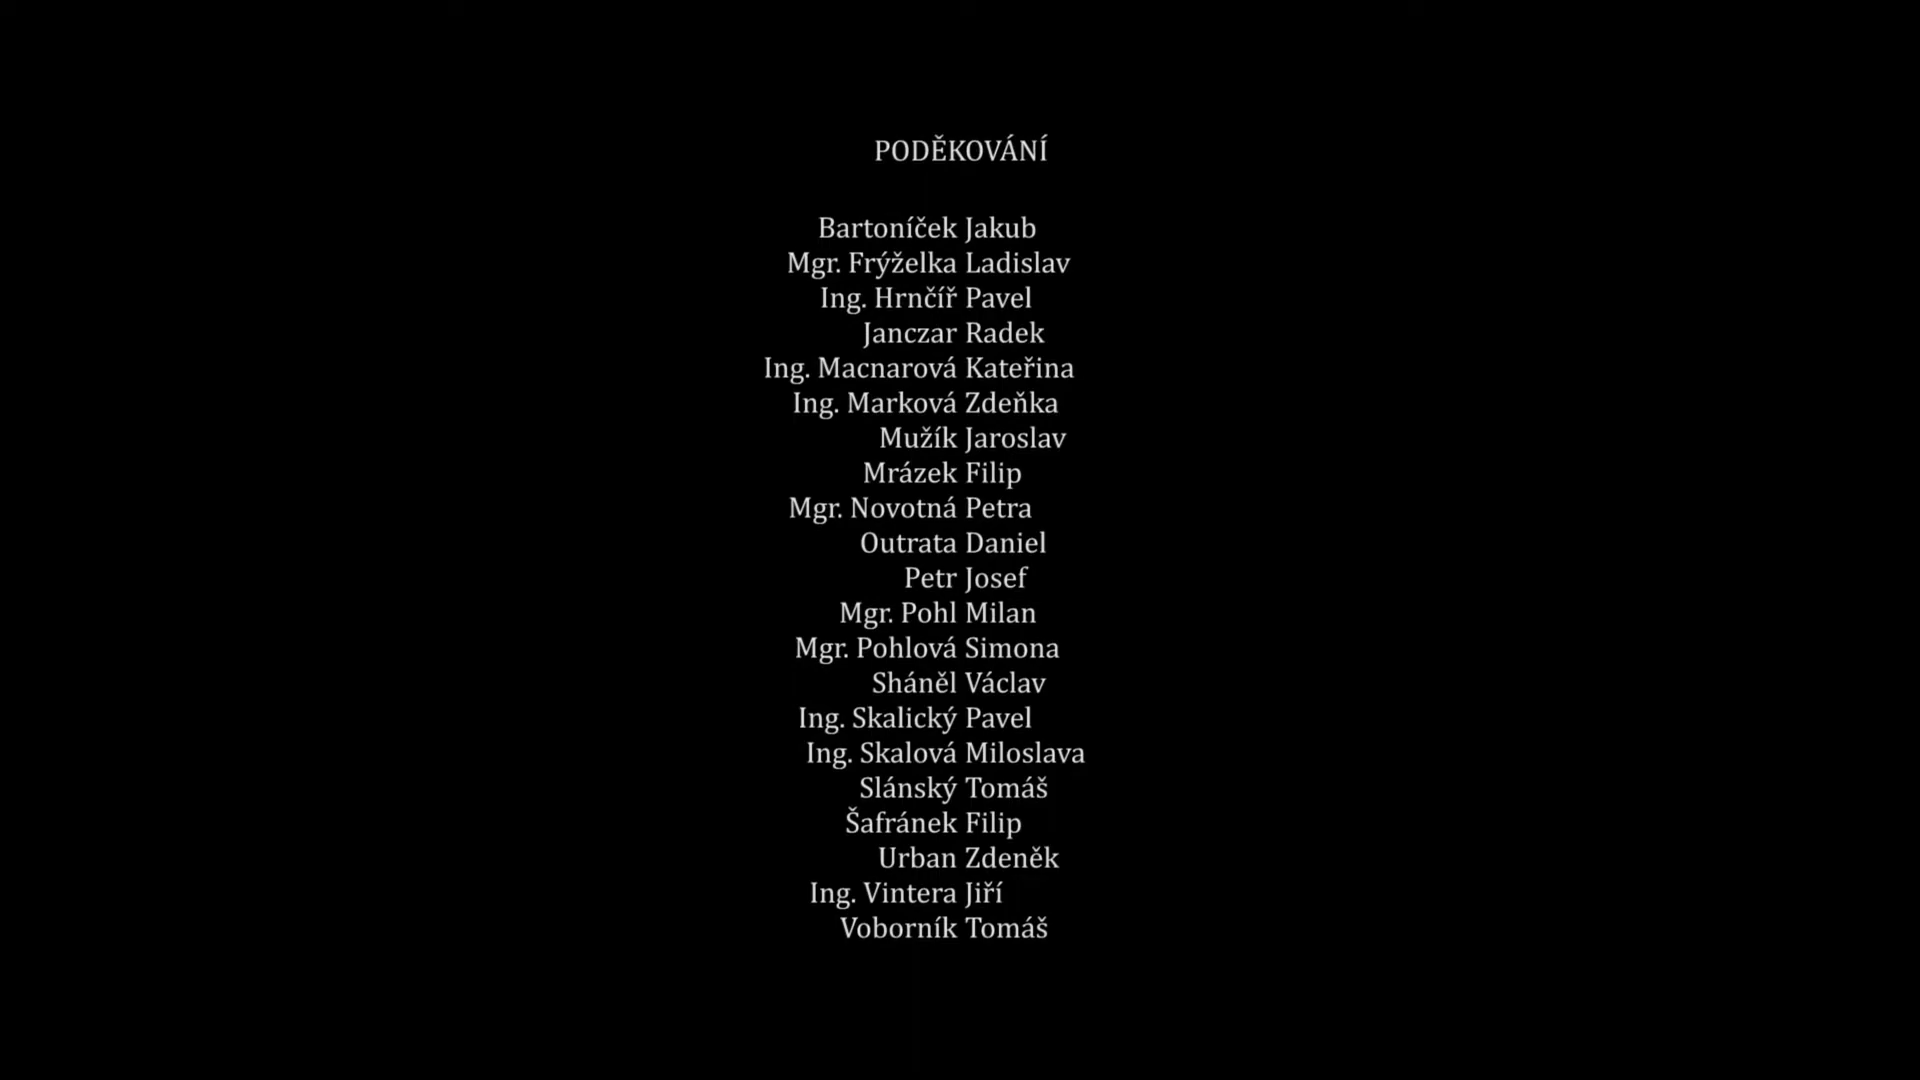 PODĚKOVÁNÍ
Bartoníček Jakub
Mgr. Frýželka Ladislav
Ing. Hrnčíř Pavel
Janczar Radek
Ing. Macnarová Kateřina
Ing. Marková Zdeňka
Mužík Jaroslav
Mrázek Filip
Mgr. Novotná Petra
Outrata Daniel
Petr Josef
Mgr. Pohl Milan
Mgr. Pohlová Simona
Sháněl Václav
Ing. Skalický Pavel
Ing. Skalová Miloslava
Slánský Tomáš
Šafránek Filip
Urban Zdeněk
Ing. Vintera Jiří
Voborník Tomáš